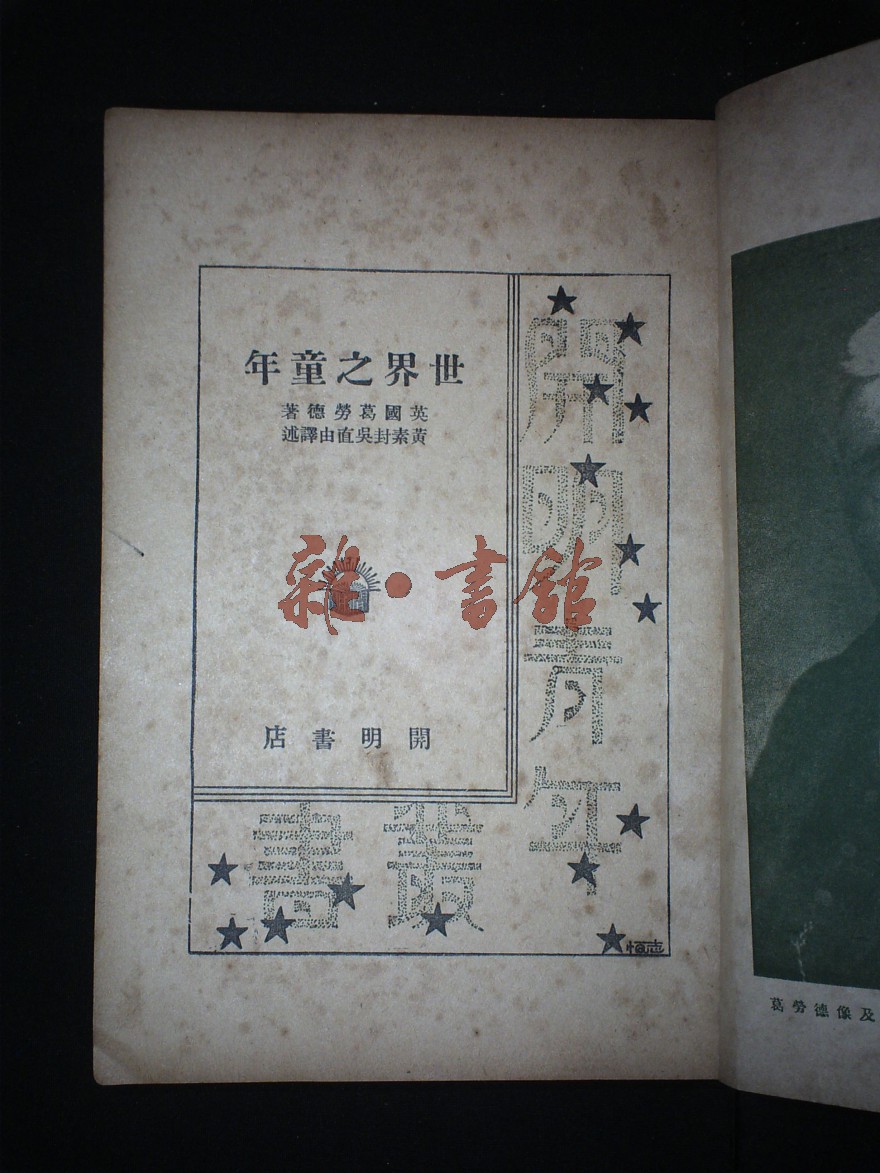 世界之童年
英國葛勞德著
黃素封吳直由譯述
雜·書館
開明書店
開明青年
叢書
葛勞德像及